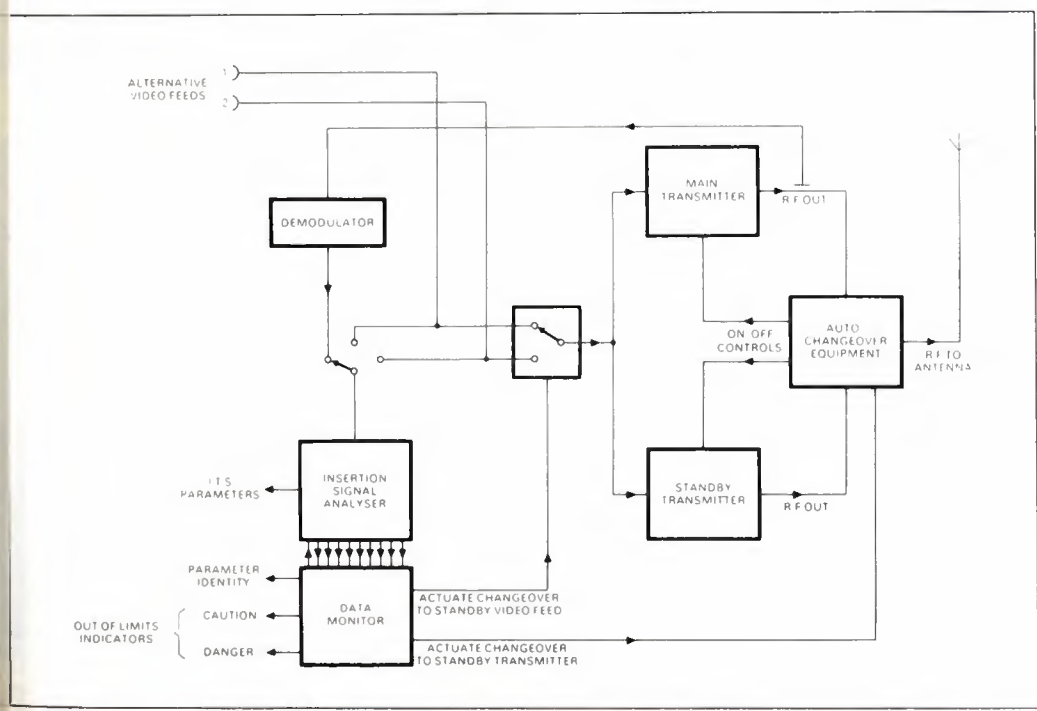 ALTERNATIVE
VIDEO FEEDS
1
2
DEMODULATOR
MAIN
TRANSMITTER
R.F OUT
ON-OFF
CONTROLS
AUTO
CHANGEOVER
EQUIPMENT
R.F TO
ANTENNA
I.T.S
PARAMETERS
INSERTION
SIGNAL
ANALYSER
STANDBY
TRANSMITTER
R.F OUT
PARAMETER
IDENTITY
OUT OF LIMITS
INDICATORS
CAUTION
DANGER
DATA
MONITOR
ACTUATE CHANGEOVER
TO STANDBY VIDEO FEED
ACTUATE CHANGEOVER
TO STANDBY TRANSMITTER